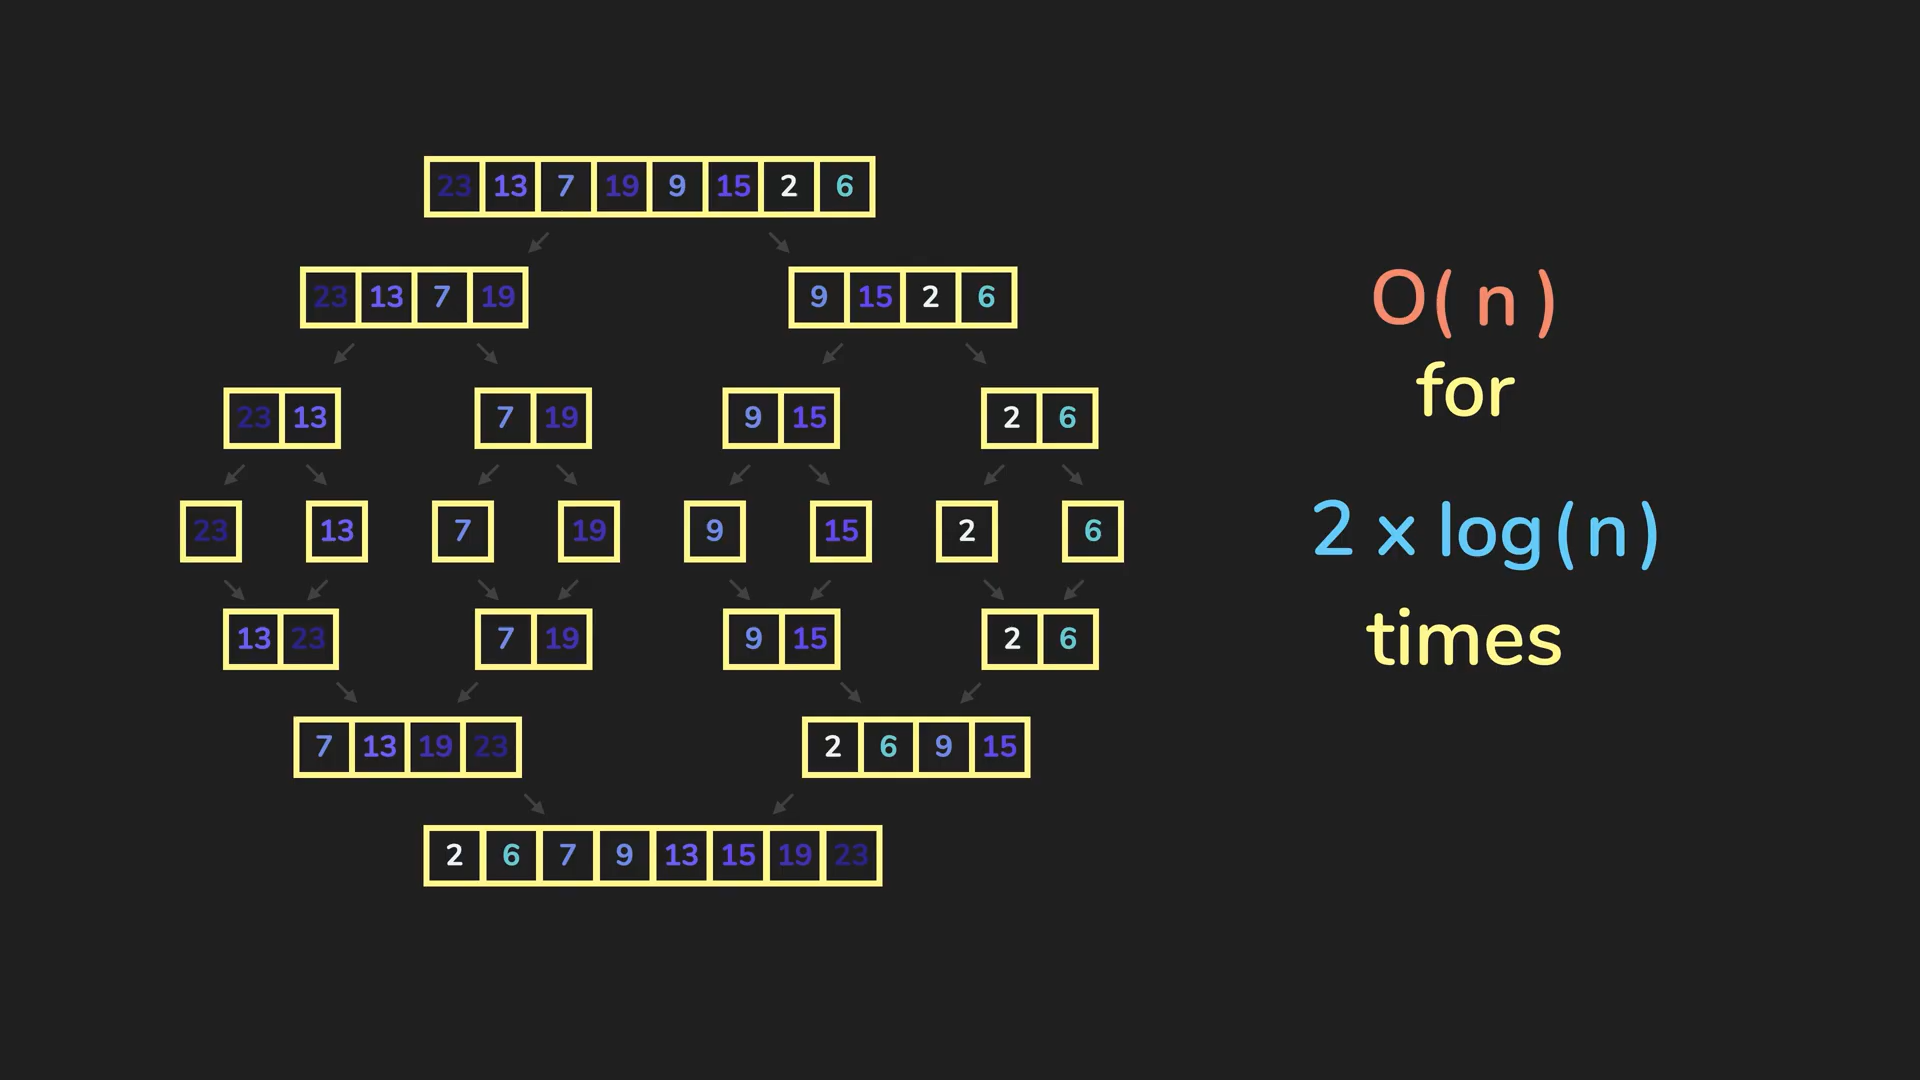 23 13 7 19 9 15 2 6
23 13 7 19
9 15 2 6
23 13
7 19
9 15
2 6
23
13
7
19
9
15
2
6
13 23
7 19
9 15
2 6
7 13 19 23
2 6 9 15
2 6 7 9 13 15 19 23
O( n )
for
2 x log(n)
times